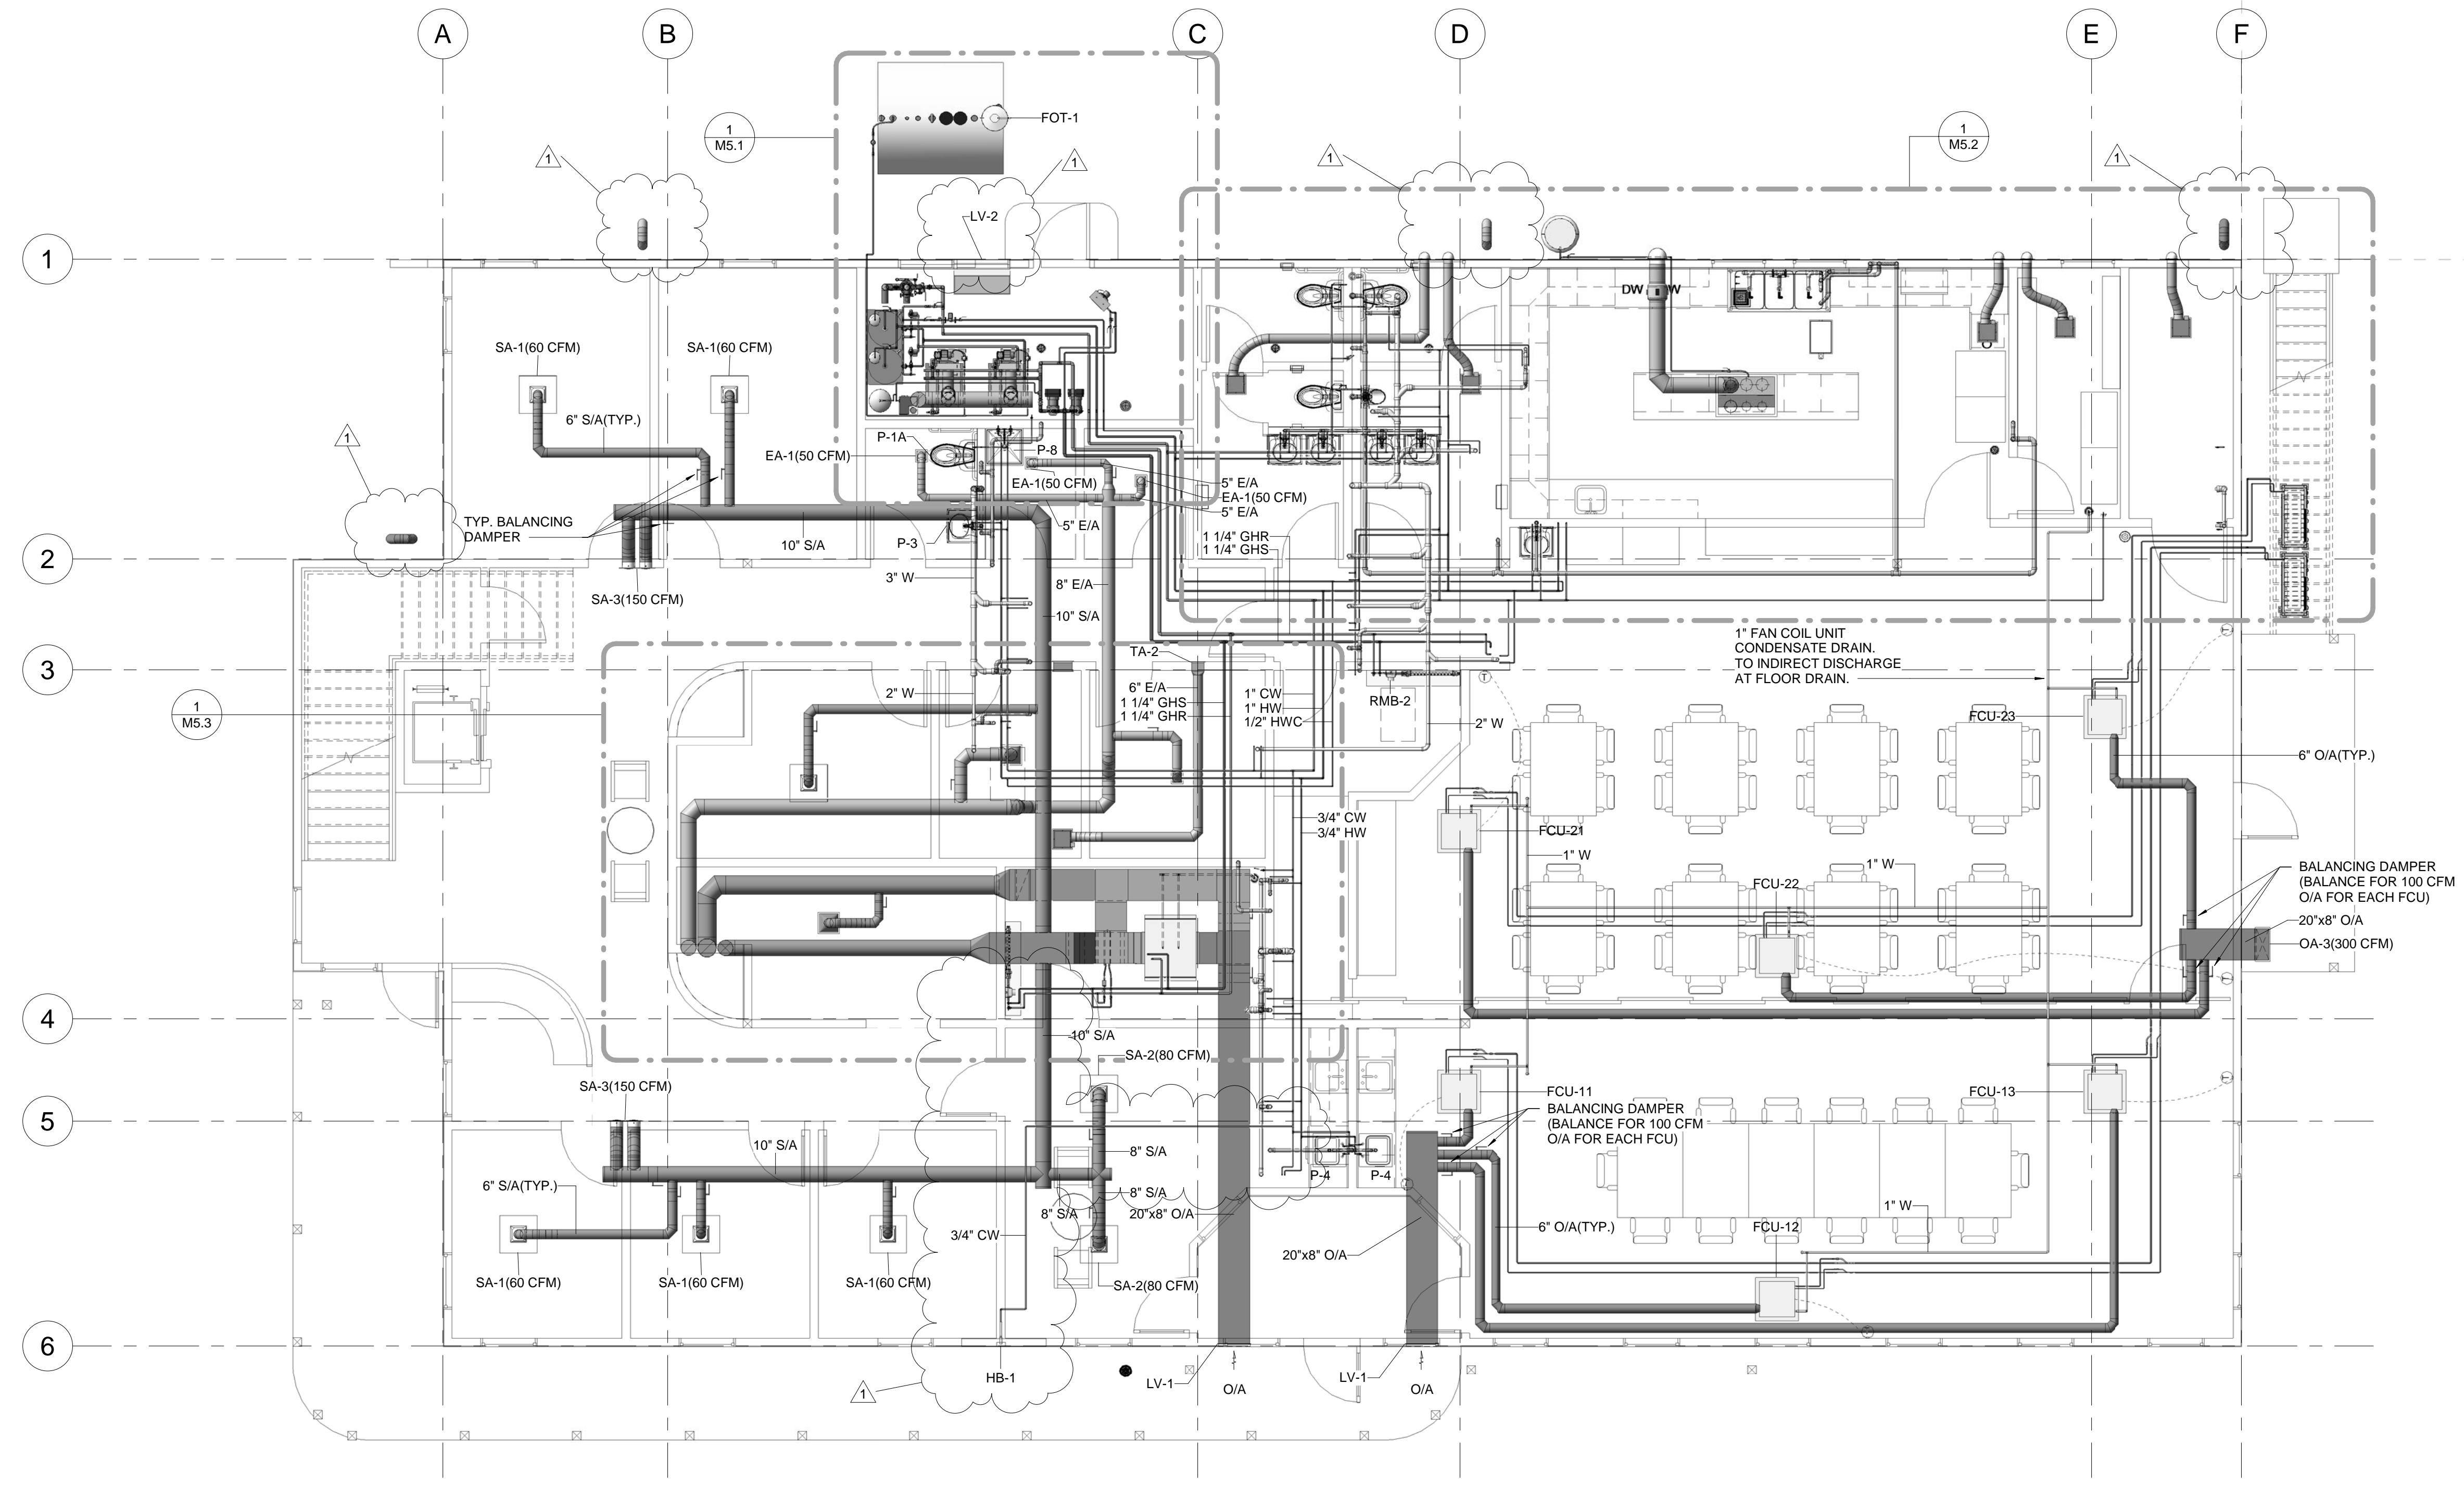 A
B
C
D
E
F
1
2
3
4
5
6
1
M5.1
FOT-1
1
M5.2
1
1
1
1
LV-2
DW
W
SA-1(60 CFM)
SA-1(60 CFM)
6" S/A(TYP.)
P-1A
P-8
EA-1(50 CFM)
EA-1(50 CFM)
5" E/A
EA-1(50 CFM)
5" E/A
5" E/A
1
TYP. BALANCING
DAMPER
10" S/A
P-3
1 1/4" GHR
1 1/4" GHS
3" W
8" E/A
SA-3(150 CFM)
10" S/A
1" FAN COIL UNIT
CONDENSATE DRAIN.
TO INDIRECT DISCHARGE
AT FLOOR DRAIN.
TA-2
1
M5.3
2" W
6" E/A
1 1/4" GHS
1 1/4" GHR
1" CW
1" HW
1/2" HWC
RMB-2
T
2" W
FCU-23
6" O/A(TYP.)
3/4" CW
3/4" HW
FCU-21
1" W
1" W
FCU-22
BALANCING DAMPER
(BALANCE FOR 100 CFM
O/A FOR EACH FCU)
20"x8" O/A
OA-3(300 CFM)
10" S/A
SA-2(80 CFM)
SA-3(150 CFM)
FCU-11
BALANCING DAMPER
(BALANCE FOR 100 CFM
O/A FOR EACH FCU)
FCU-13
10" S/A
8" S/A
P-4
P-4
6" S/A(TYP.)
8" S/A
8" S/A
20"x8" O/A
1" W
3/4" CW
6" O/A(TYP.)
FCU-12
20"x8" O/A
SA-1(60 CFM)
SA-1(60 CFM)
SA-1(60 CFM)
SA-2(80 CFM)
HB-1
1
LV-1
O/A
LV-1
O/A